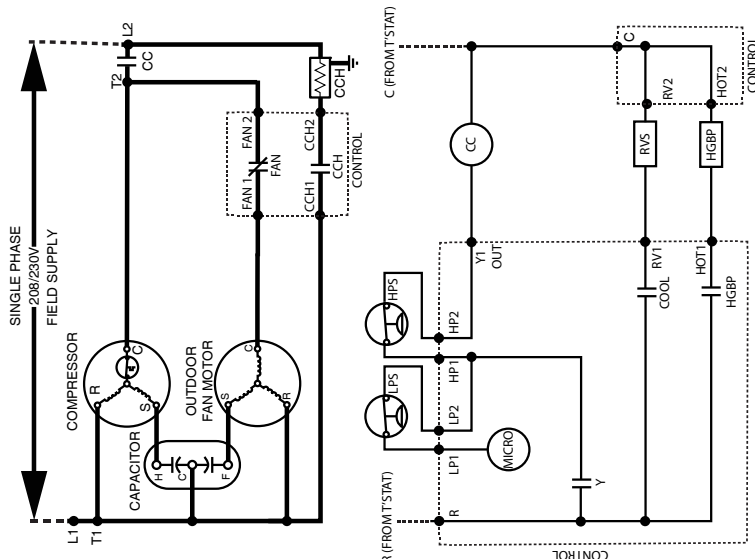 SINGLE PHASE
208/230V
FIELD SUPPLY
L1
T1
L2
T2
CC
COMPRESSOR
R
S
C
CAPACITOR
H
C
F
OUTDOOR
FAN MOTOR
S
C
R
FAN 1
FAN 2
FAN
CCH1
CCH2
CCH
CONTROL
CCH
R (FROM T'STAT)
C (FROM T'STAT)
LPS
HPS
R
LP1
LP2
HP1
HP2
MICRO
Y
Y1
OUT
CC
COOL
RV1
RVS
RV2
C
HGBP
HOT1
HGBP
HOT2
CONTROL
CONTROL